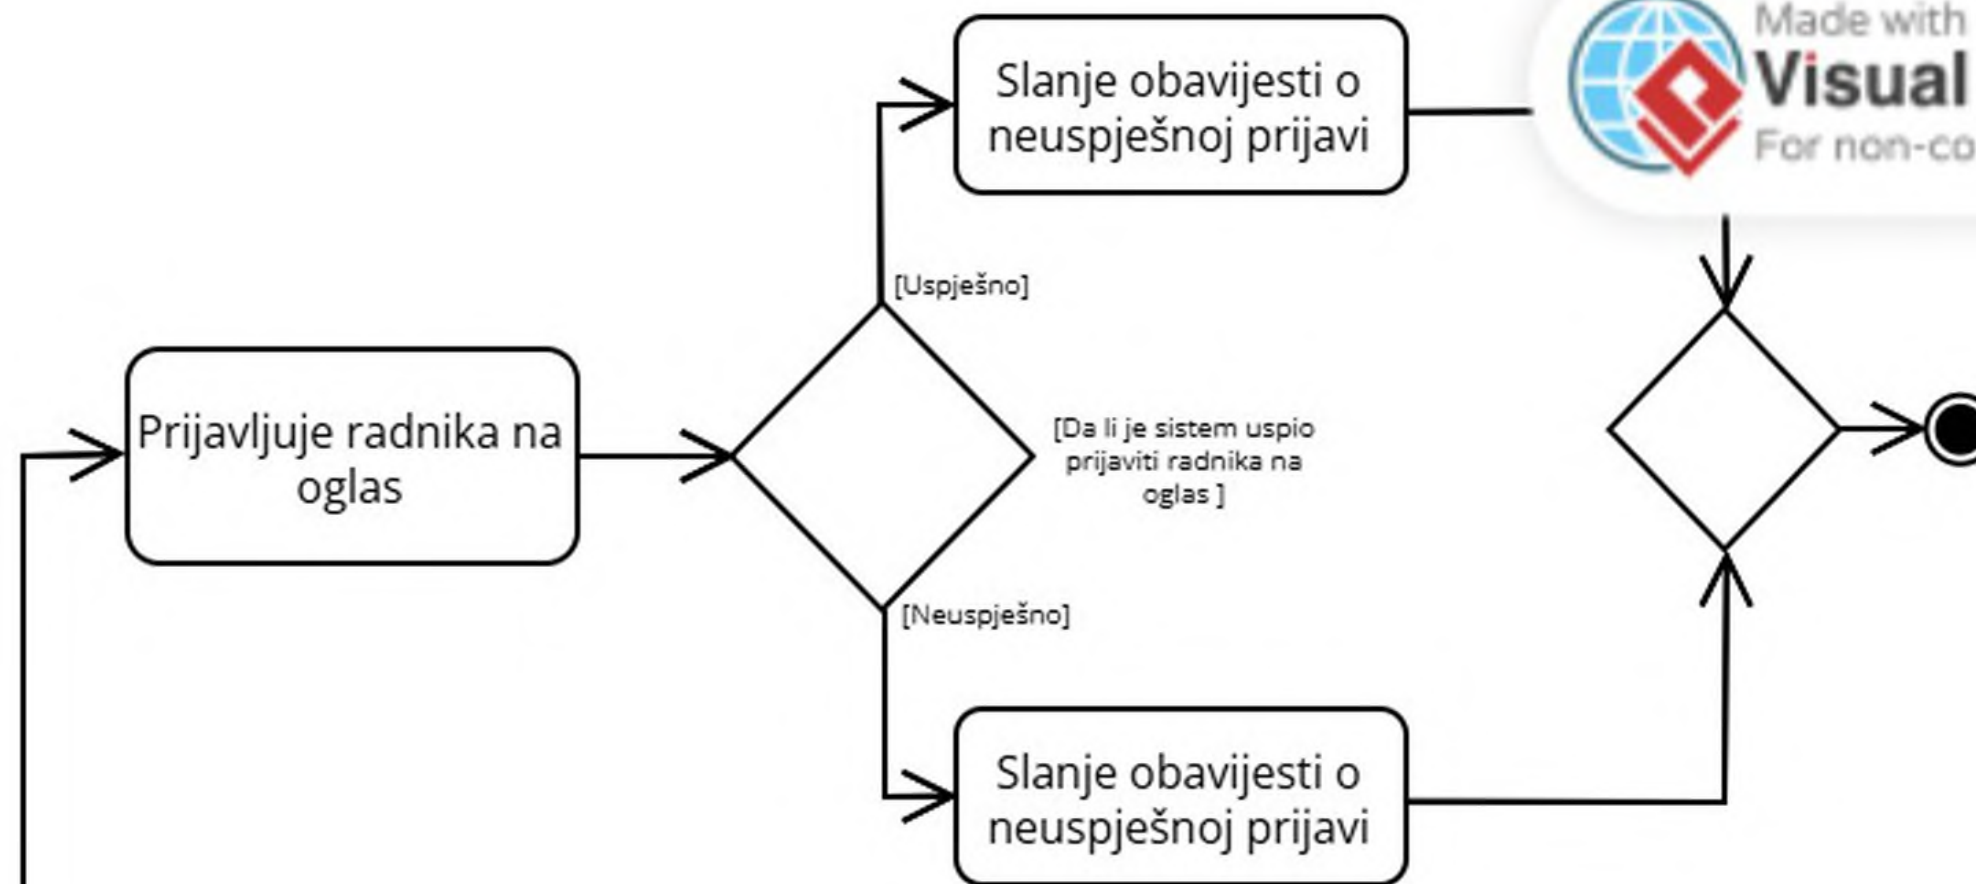 Slanje obavijesti o
neuspješnoj prijavi
Made with
Visual
For non-co
[Uspješno]
Prijavljuje radnika na
oglas
[Da li je sistem uspio
prijaviti radnika na
oglas ]
[Neuspješno]
Slanje obavijesti o
neuspješnoj prijavi